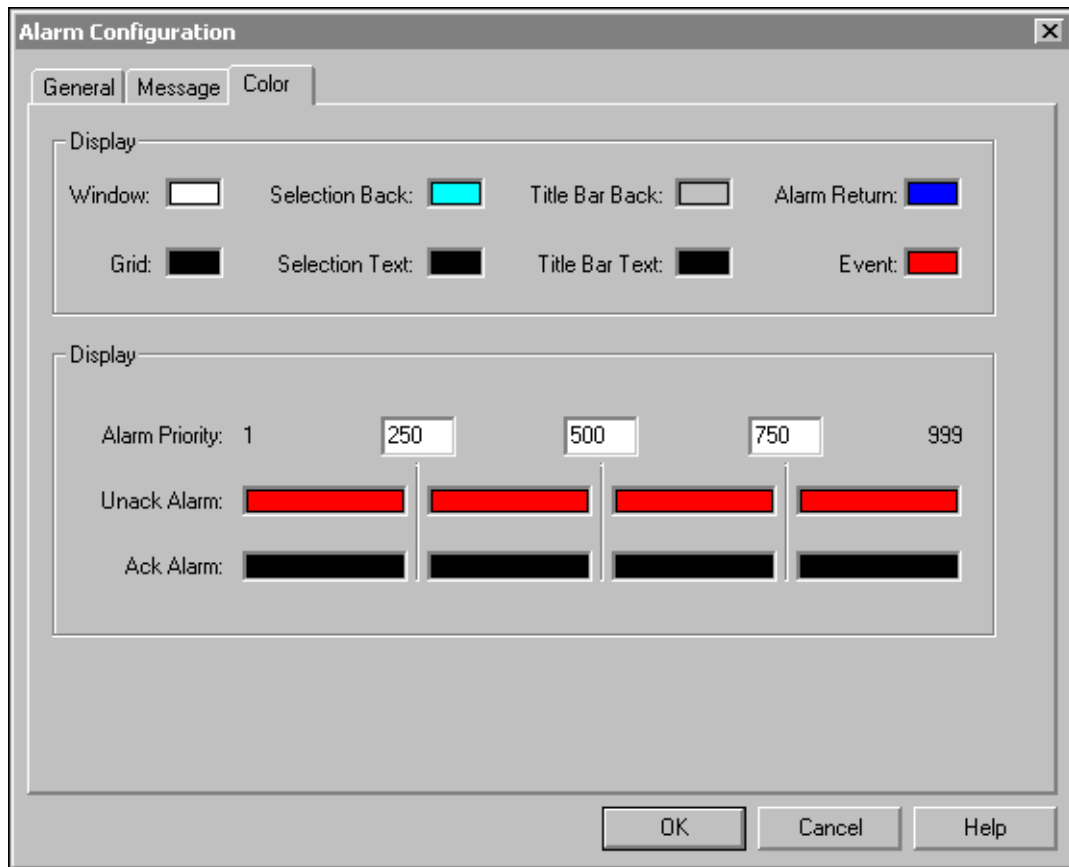 Alarm Configuration
General Message Color
Display
Window: Selection Back: Title Bar Back: Alarm Return:
Grid: Selection Text: Title Bar Text: Event:
Display
Alarm Priority: 1 250 500 750 999
Unack Alarm:
Ack Alarm:
OK Cancel Help